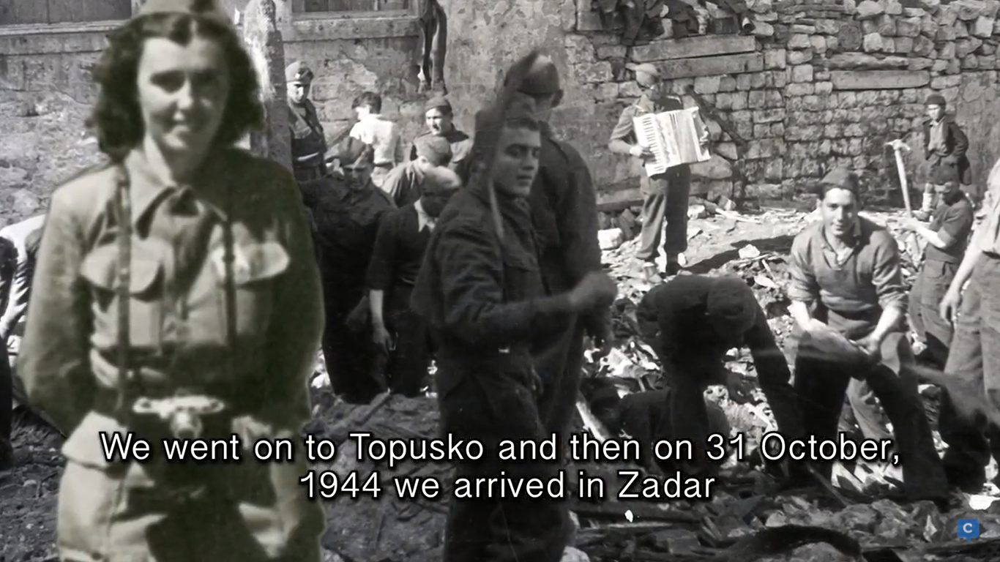 We went on to Topusko and then on 31 October,
1944 we arrived in Zadar
C